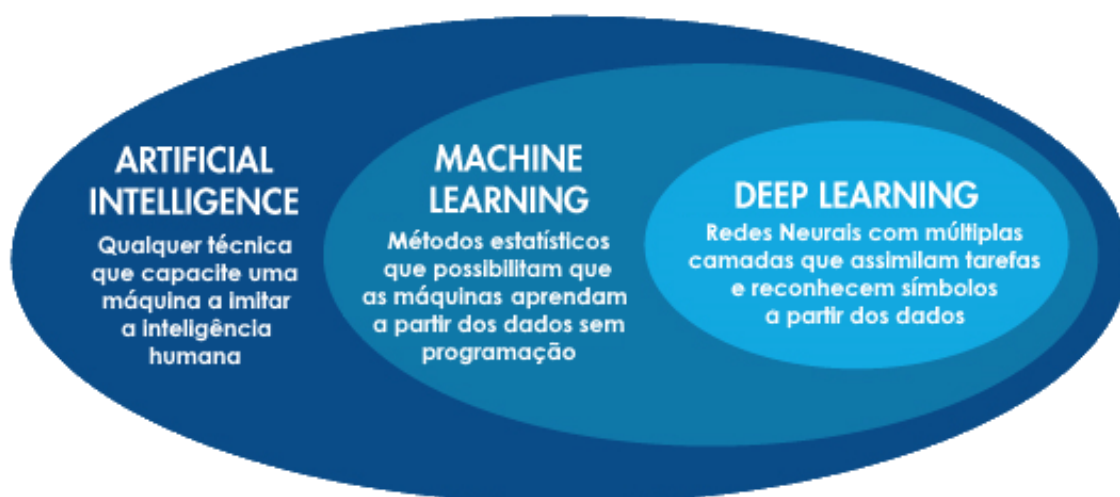 ARTIFICIAL
INTELLIGENCE
Qualquer técnica
que capacite uma
máquina a imitar
a inteligência
humana
MACHINE
LEARNING
Métodos estatísticos
que possibilitam que
as máquinas aprendam
a partir dos dados sem
programação
DEEP LEARNING
Redes Neurais com múltiplas
camadas que assimilam tarefas
e reconhecem símbolos
a partir dos dados